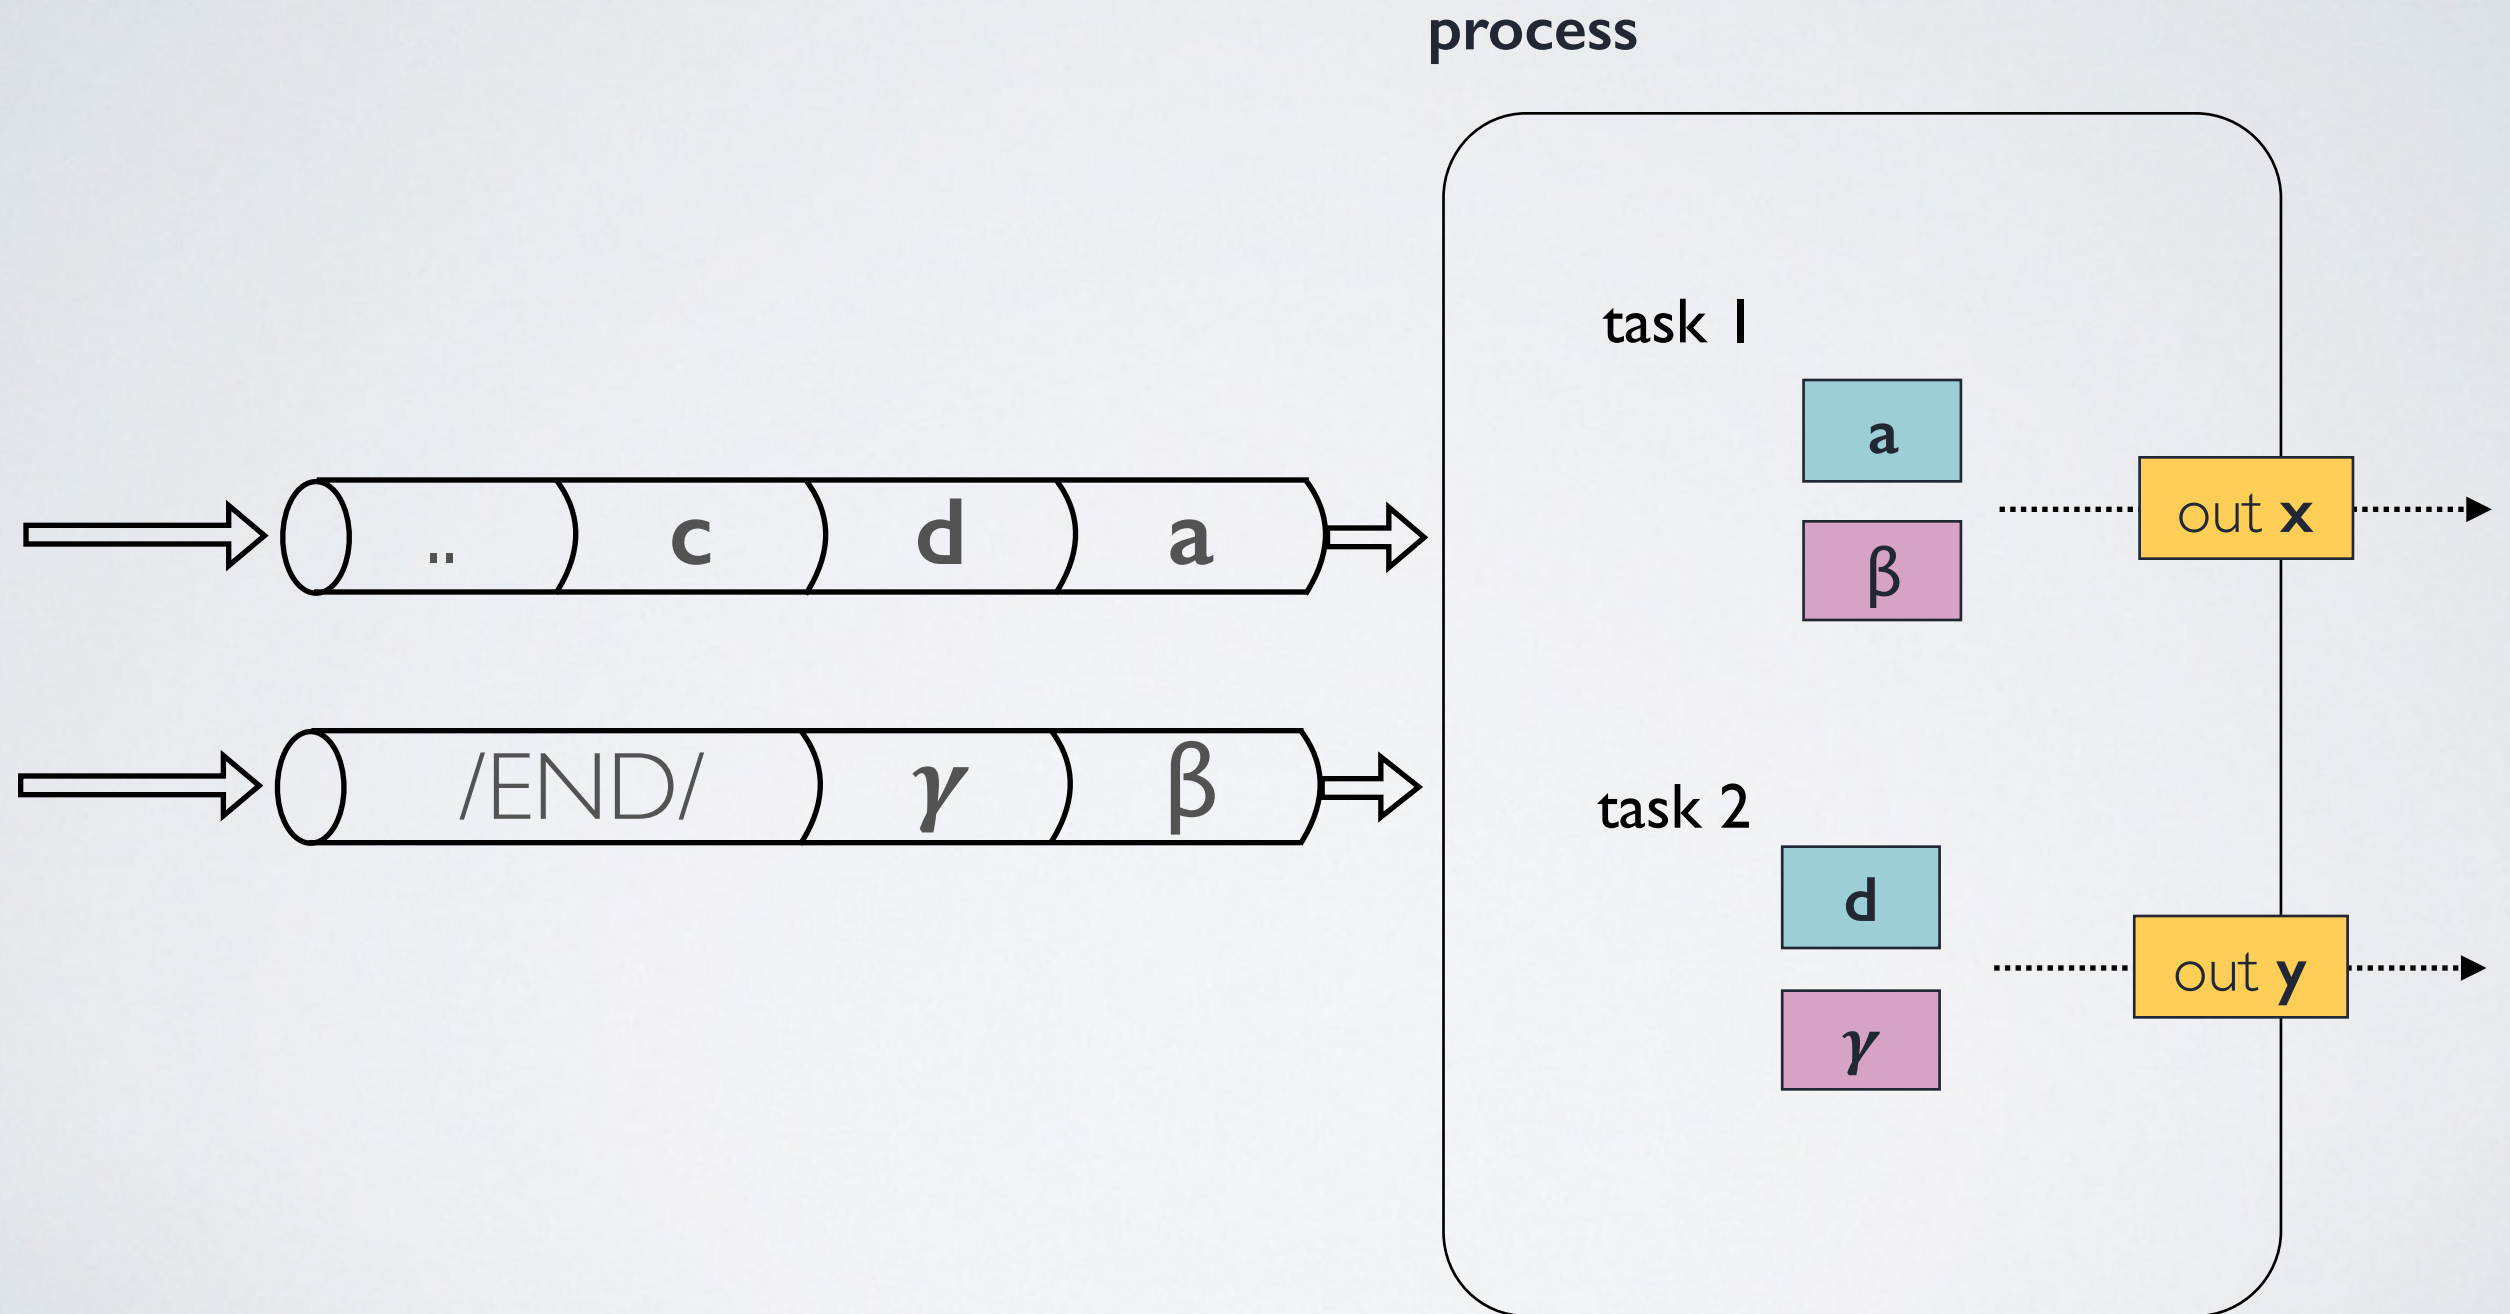 process
task 1
a
β
out x
.. c d a
/END/ γ β
task 2
d
γ
out y